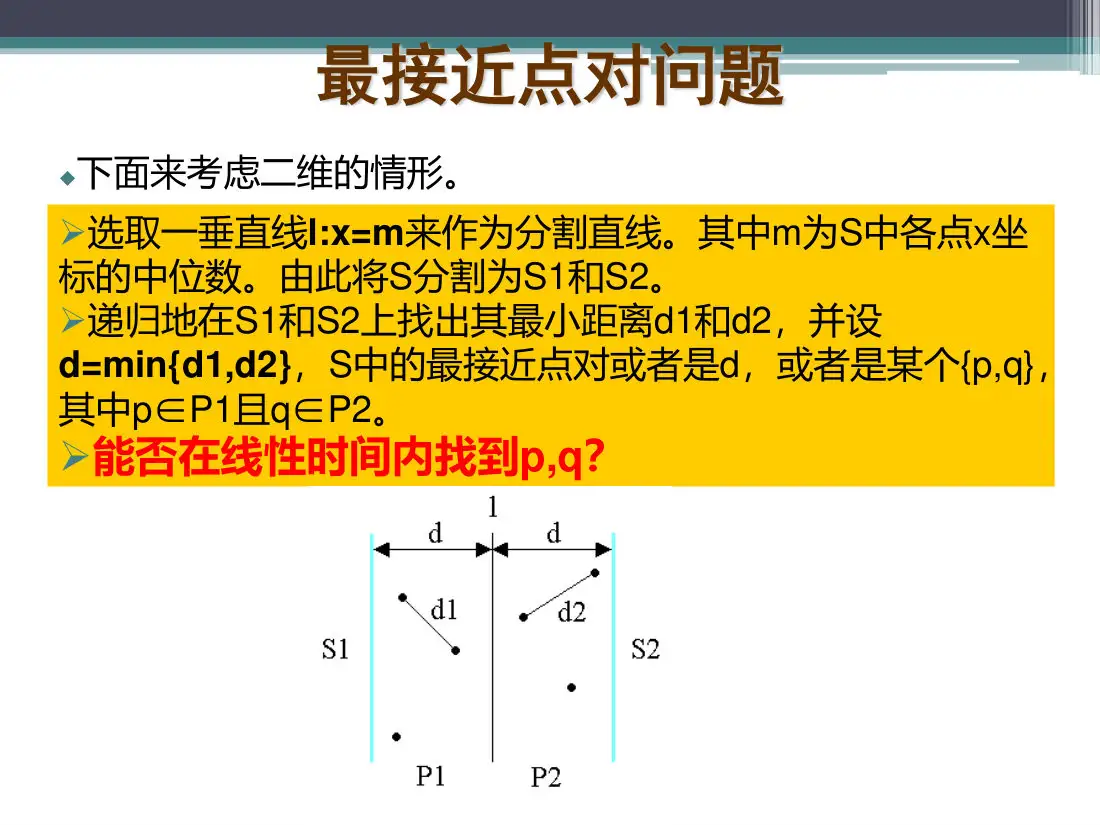 最接近点对问题
下面来考虑二维的情形。
选取一垂直线l:x=m来作为分割直线。其中m为S中各点x坐
标的中位数。由此将S分割为S1和S2。
递归地在S1和S2上找出其最小距离d1和d2，并设
d=min{d1,d2}，S中的最接近点对或者是d，或者是某个{p,q}，
其中p∈P1且q∈P2。
能否在线性时间内找到p,q?
l
d d
d1 d2
S1 S2
P1 P2